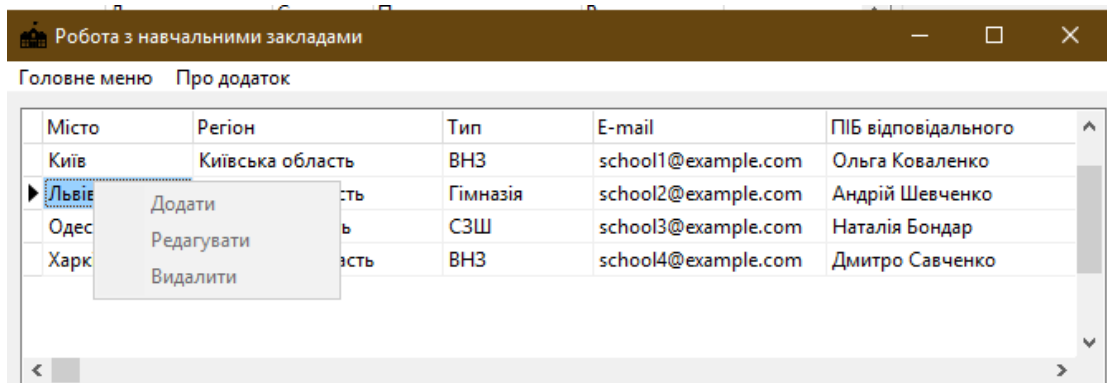 Робота з навчальними закладами
Головне меню Про додаток
Місто Регіон Тип E-mail ПІБ відповідального
Київ Київська область ВНЗ school1@example.com Ольга Коваленко
Гімназія school2@example.com Андрій Шевченко
СЗШ school3@example.com Наталія Бондар
ВНЗ school4@example.com Дмитро Савченко
Додати
Редагувати
Видалити